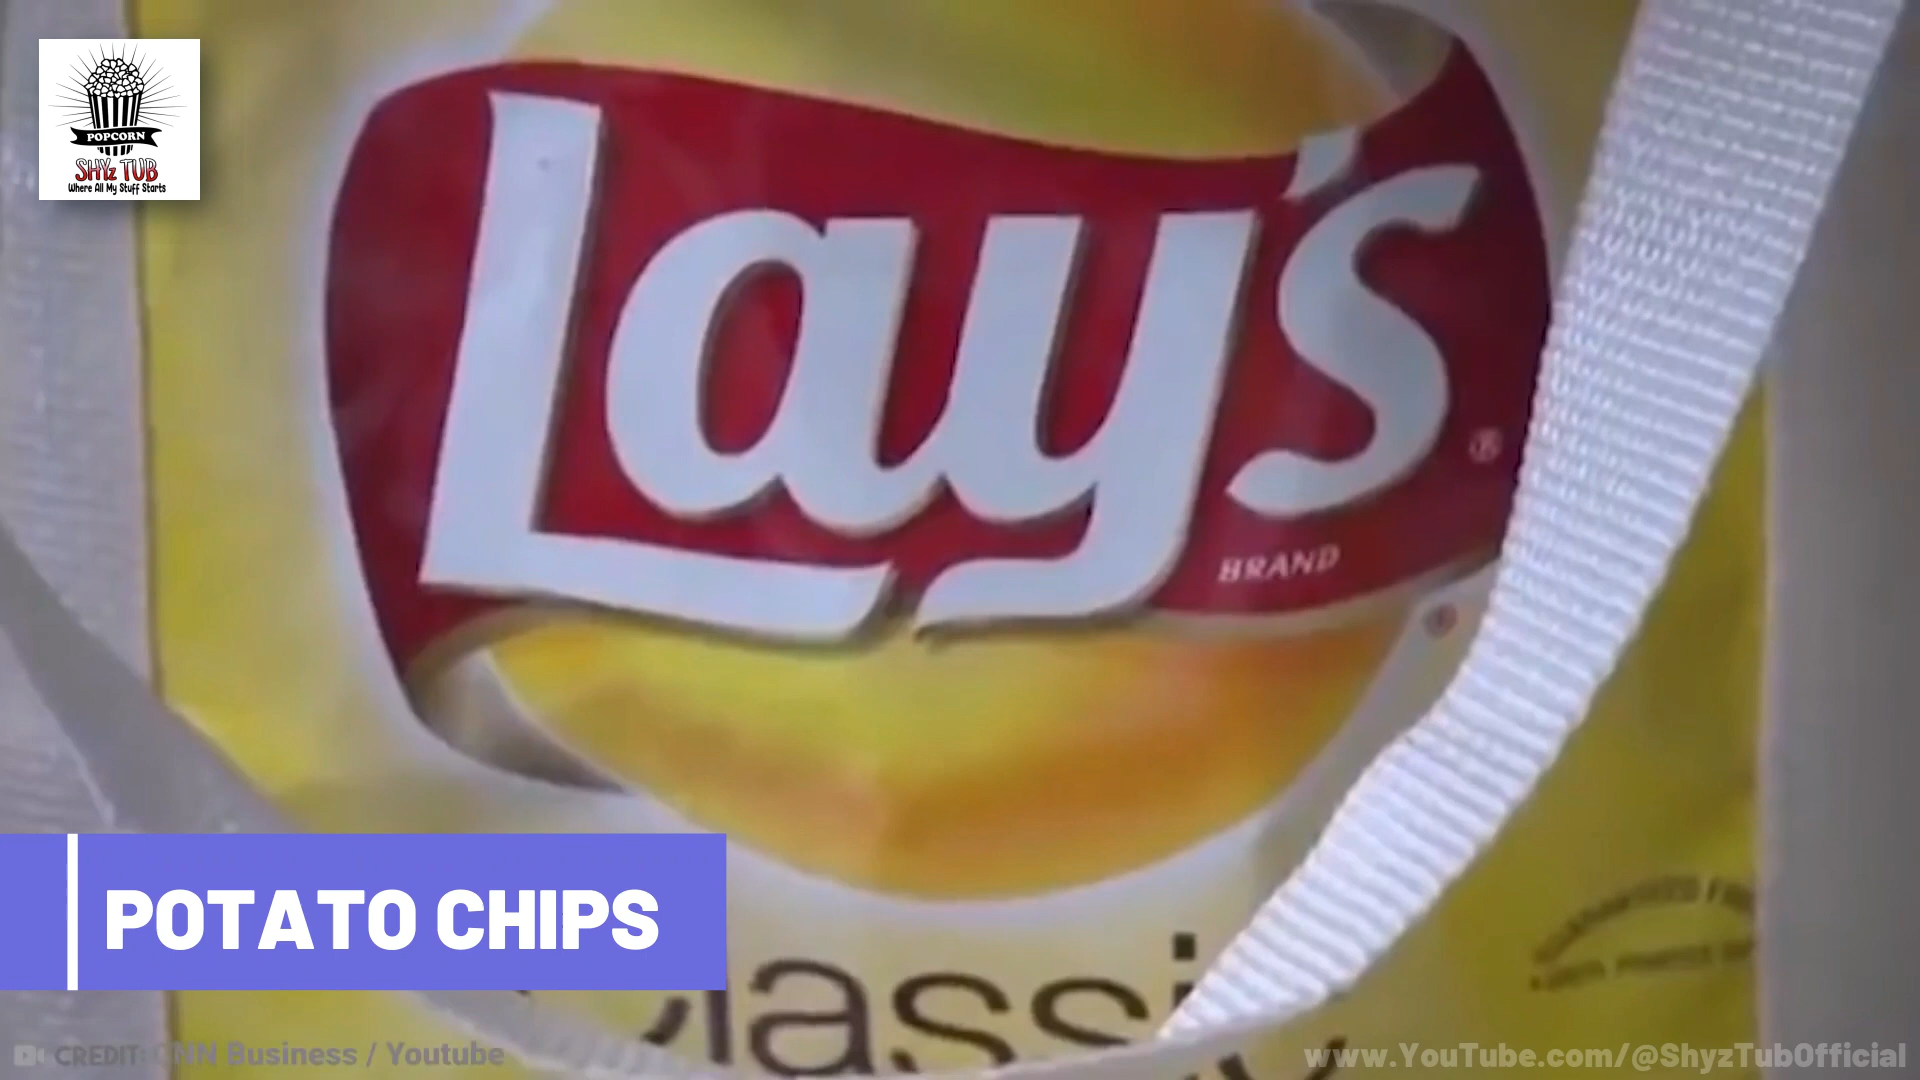 POPCORN
SHYz TUB
Where All My Stuff Starts
Lay's
®
BRAND
POTATO CHIPS
Classic
CREDIT: CNN Business / Youtube
www.YouTube.com/@ShyzTubOfficial